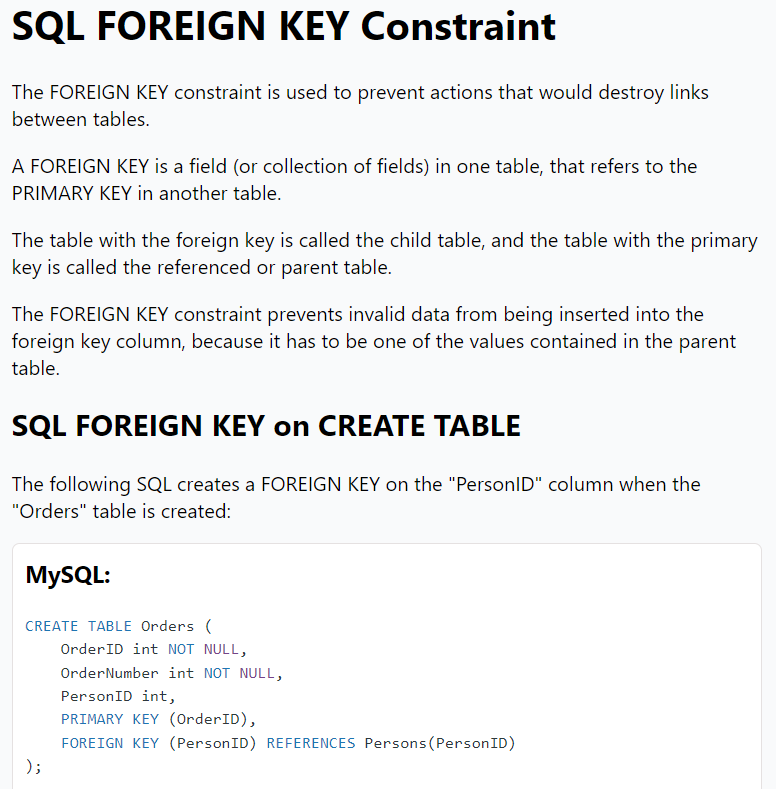 SQL FOREIGN KEY Constraint
The FOREIGN KEY constraint is used to prevent actions that would destroy links
between tables.
A FOREIGN KEY is a field (or collection of fields) in one table, that refers to the
PRIMARY KEY in another table.
The table with the foreign key is called the child table, and the table with the primary
key is called the referenced or parent table.
The FOREIGN KEY constraint prevents invalid data from being inserted into the
foreign key column, because it has to be one of the values contained in the parent
table.
SQL FOREIGN KEY on CREATE TABLE
The following SQL creates a FOREIGN KEY on the "PersonID" column when the
"Orders" table is created:
MySQL:
CREATE TABLE Orders (
    OrderID int NOT NULL,
    OrderNumber int NOT NULL,
    PersonID int,
    PRIMARY KEY (OrderID),
    FOREIGN KEY (PersonID) REFERENCES Persons(PersonID)
);